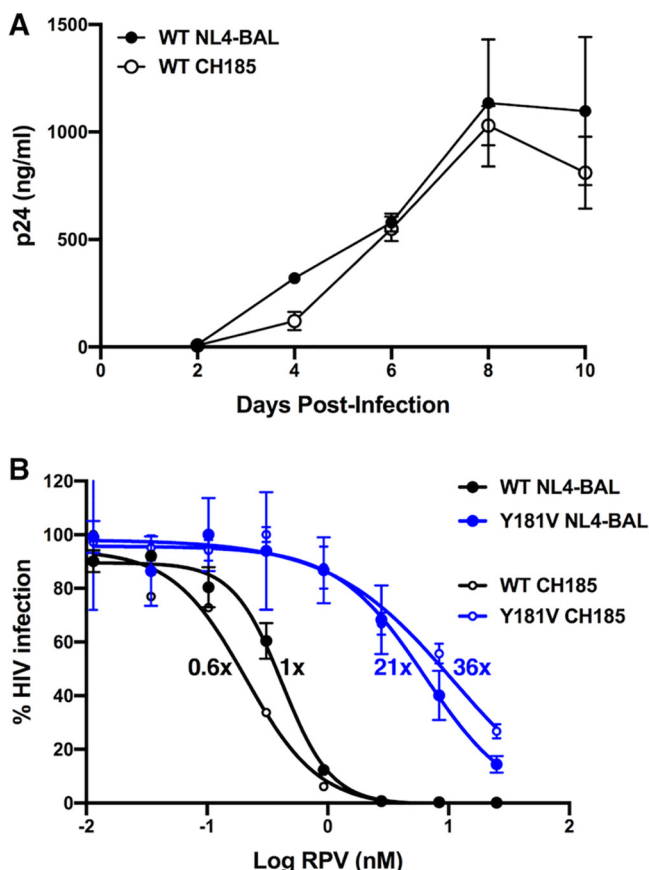 A
1500
WT NL4-BAL
WT CH185
1000
p24 (ng/ml)
500
0
0 2 4 6 8 10
Days Post-Infection
B
120
WT NL4-BAL
100
Y181V NL4-BAL
80
WT CH185
Y181V CH185
60
% HIV infection
0.6x 1x 21x 36x
40
20
0
-2 -1 0 1 2
Log RPV (nM)